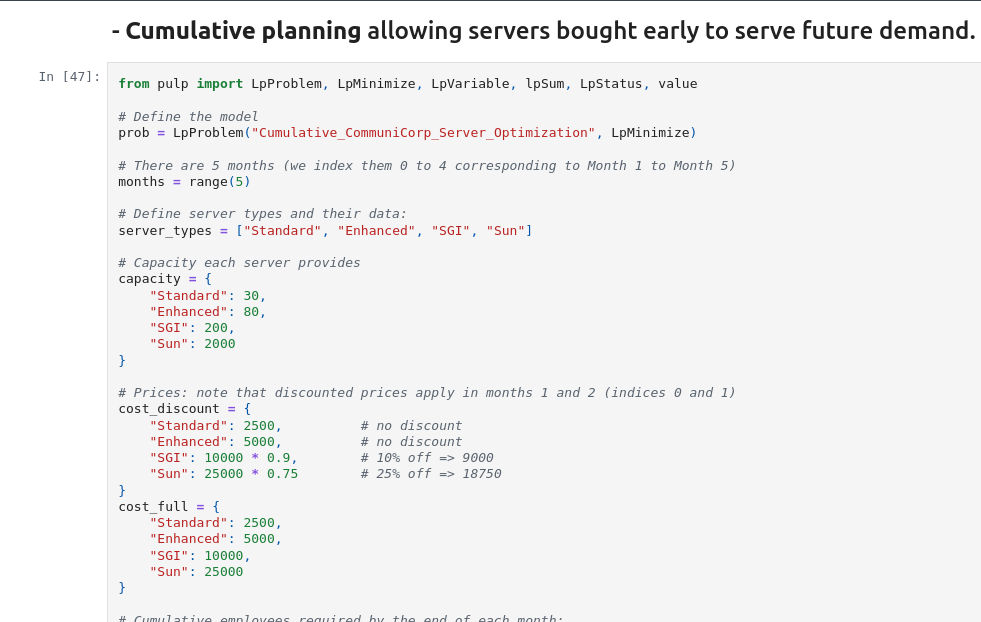 - Cumulative planning allowing servers bought early to serve future demand.
In [47]:
from pulp import LpProblem, LpMinimize, LpVariable, lpSum, LpStatus, value
# Define the model
prob = LpProblem("Cumulative_CommuniCorp_Server_Optimization", LpMinimize)
# There are 5 months (we index them 0 to 4 corresponding to Month 1 to Month 5)
months = range(5)
# Define server types and their data:
server_types = ["Standard", "Enhanced", "SGI", "Sun"]
# Capacity each server provides
capacity = {
    "Standard": 30,
    "Enhanced": 80,
    "SGI": 200,
    "Sun": 2000
}
# Prices: note that discounted prices apply in months 1 and 2 (indices 0 and 1)
cost_discount = {
    "Standard": 2500,           # no discount
    "Enhanced": 5000,           # no discount
    "SGI": 10000 * 0.9,        # 10% off => 9000
    "Sun": 25000 * 0.75        # 25% off => 18750
}
cost_full = {
    "Standard": 2500,
    "Enhanced": 5000,
    "SGI": 10000,
    "Sun": 25000
}
# Cumulative employees required by the end of each month: